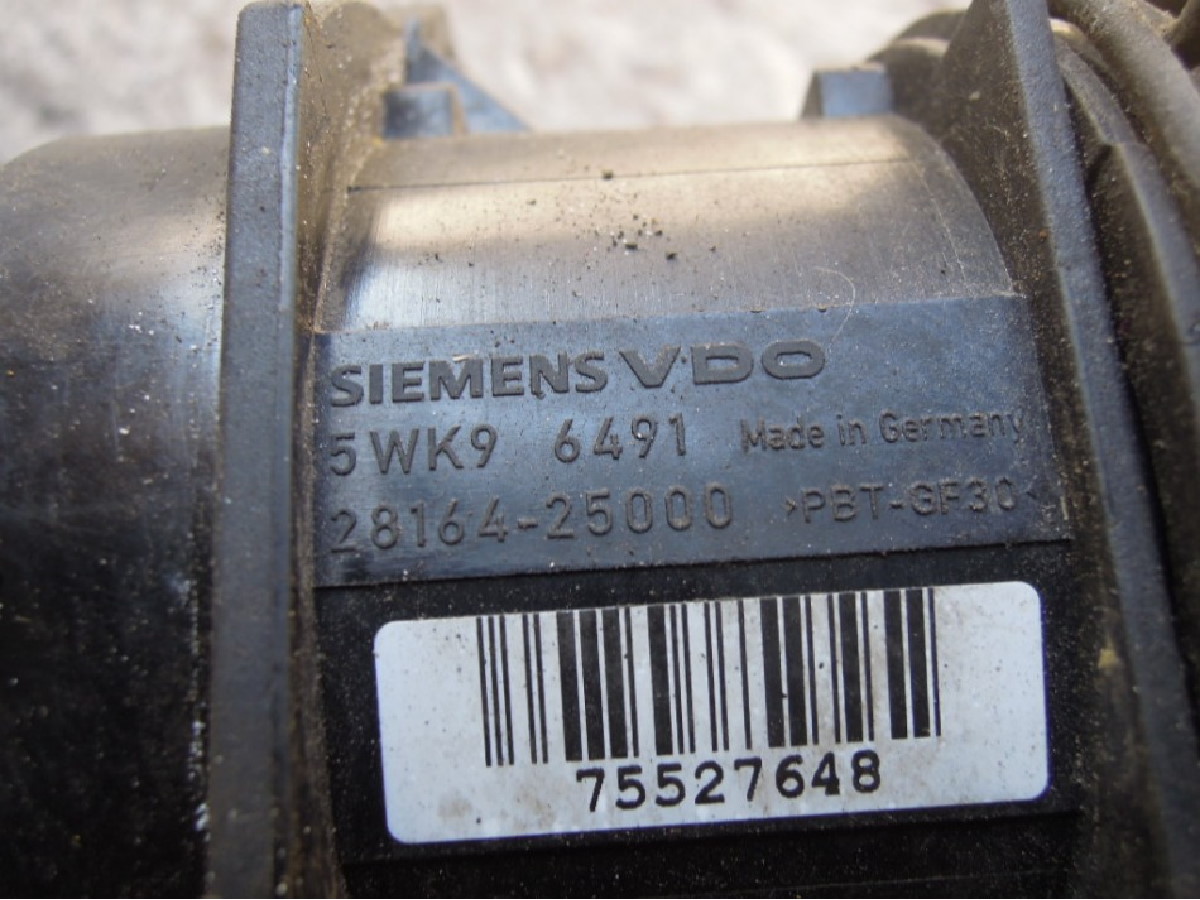 SIEMENS VDO
5WK9 6491 Made in Germany
28164-25000 >PBT-GF30<
75527648